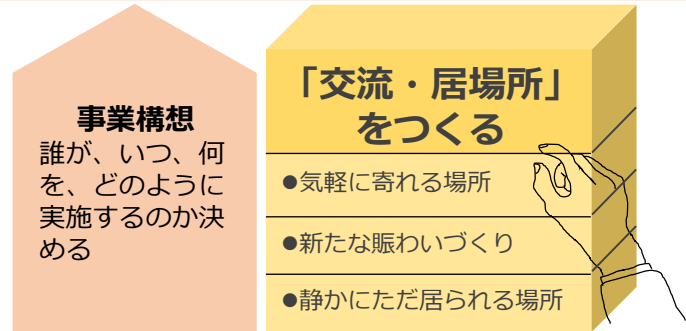 事業構想
誰が、いつ、何
を、どのように
実施するのか決
める
「交流・居場所」
をつくる
●気軽に寄れる場所
●新たな賑わいづくり
●静かにただ居られる場所